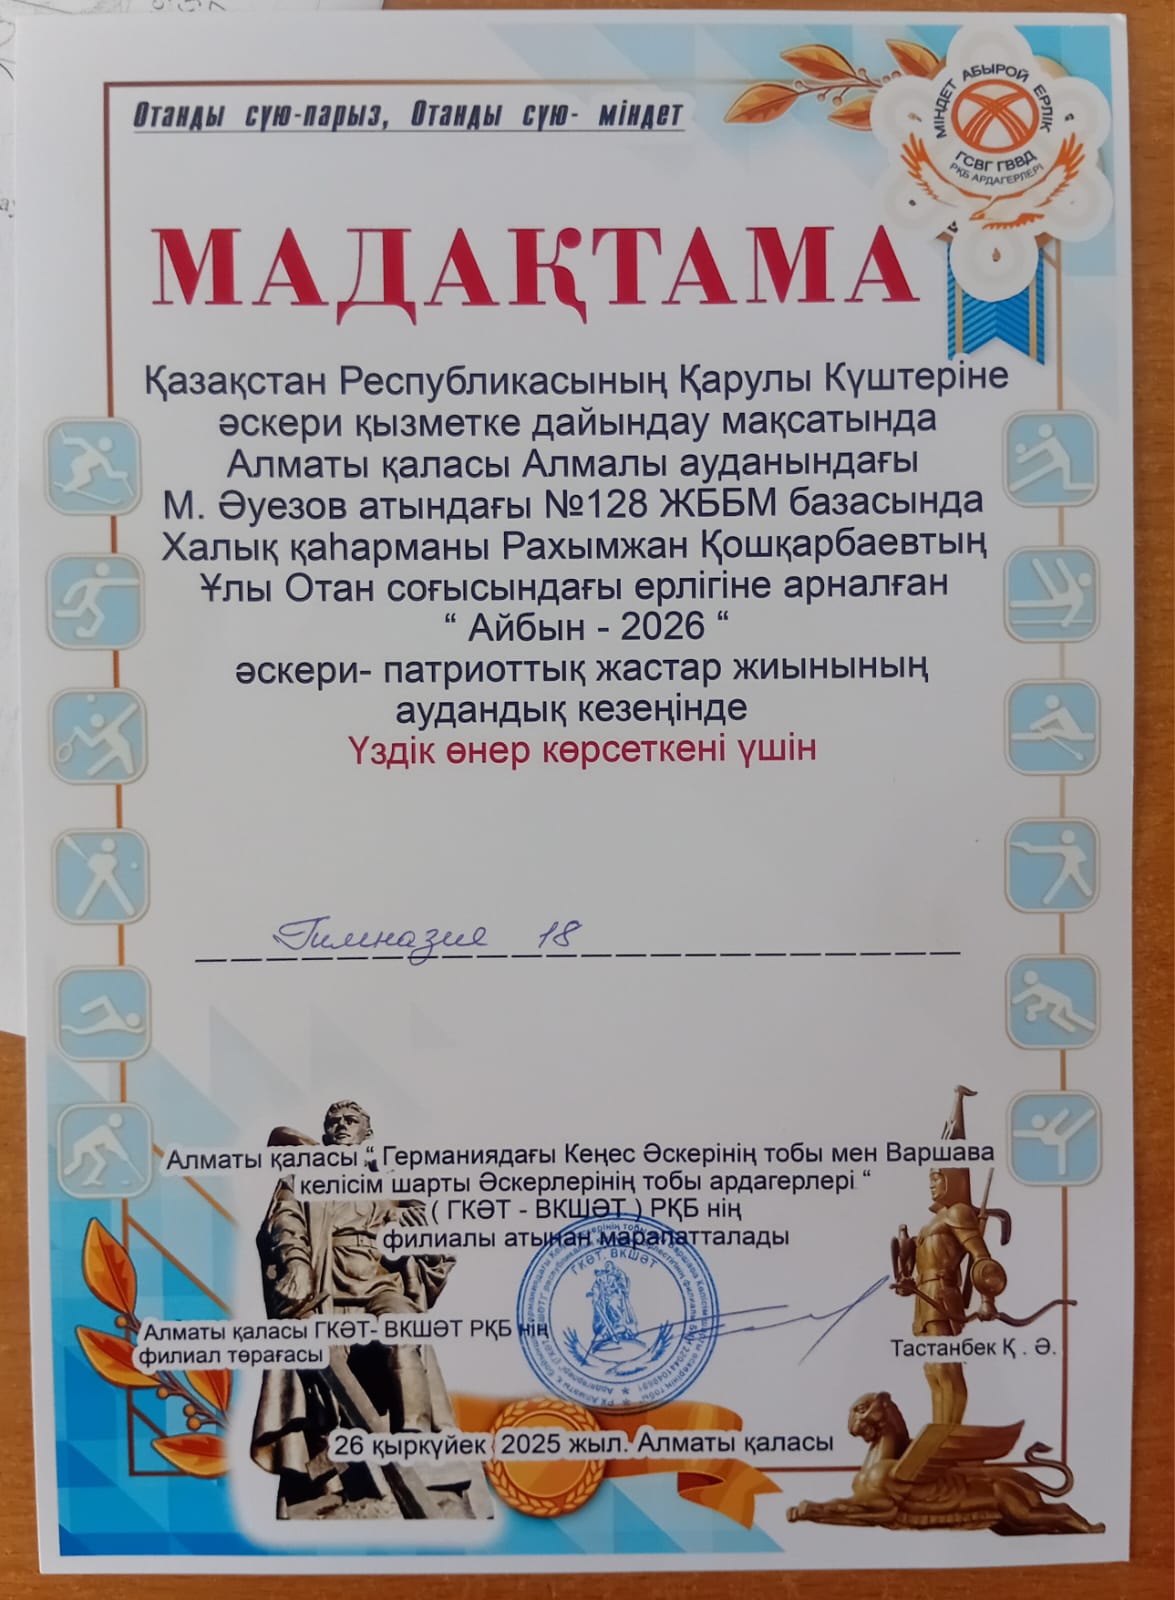 Отанды сүю-парыз, Отанды сүю- міндет
МІНДЕТ АБЫРОЙ ЕРЛІК
ГСВГ ГВВД
РҚБ АРДАГЕРЛЕРІ
МАДАҚТАМА
Қазақстан Республикасының Қарулы Күштеріне
әскери қызметке дайындау мақсатында
Алматы қаласы Алмалы ауданындағы
М. Әуезов атындағы №128 ЖББМ базасында
Халық қаһарманы Рахымжан Қошқарбаевтың
Ұлы Отан соғысындағы ерлігіне арналған
“ Айбын - 2026 “
әскери- патриоттық жастар жиынының
аудандық кезеңінде
Үздік өнер көрсеткені үшін
Гимназия 18
Алматы қаласы “ Германиядағы Кеңес Әскерінің тобы мен Варшава
келісім шарты Әскерлерінің тобы ардагерлері “
( ГКӘТ - ВКШӘТ ) РҚБ нің
филиалы атынан марапатталады
ГКӘТ. ВКШӘТ
Алматы қаласы ГКӘТ- ВКШӘТ РҚБ нің
филиал төрағасы
Тастанбек Қ . Ә.
26 қыркүйек 2025 жыл. Алматы қаласы